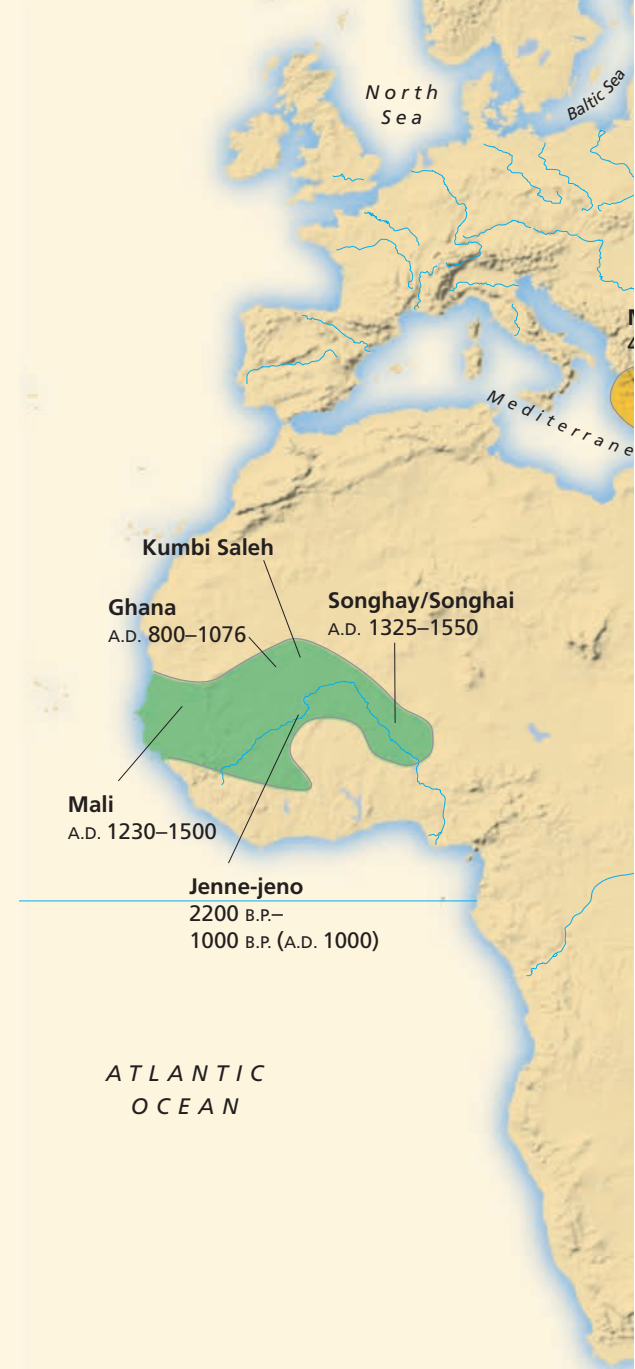 North
Sea
Baltic Sea
Mediterrane
Kumbi Saleh
Ghana
A.D. 800–1076
Songhay/Songhai
A.D. 1325–1550
Mali
A.D. 1230–1500
Jenne-jeno
2200 B.P.–
1000 B.P. (A.D. 1000)
ATLANTIC
OCEAN